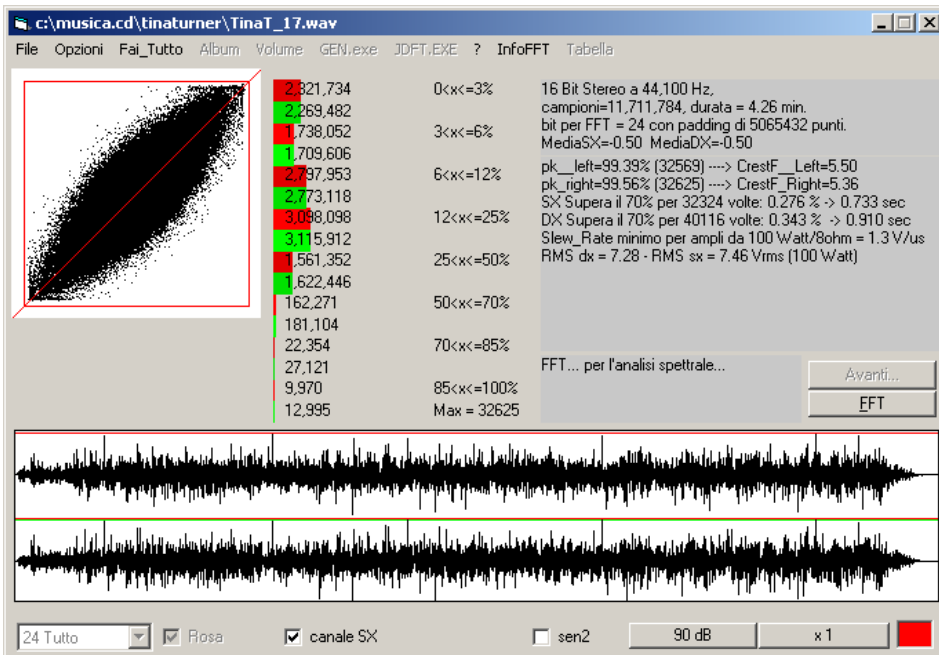 c:\musica.cd\tinaturner\TinaT_17.wav
File Opzioni Fai_Tutto Album Volume GEN.exe JDFT.EXE ? InfoFFT Tabella
2,321,734 0<x<=3%
2,269,482
1,738,052 3<x<=6%
1,709,606
2,797,953 6<x<=12%
2,773,118
3,098,098 12<x<=25%
3,115,912
1,561,352 25<x<=50%
1,622,446
162,271 50<x<=70%
181,104
22,354 70<x<=85%
27,121
9,970 85<x<=100%
12,995 Max = 32625
16 Bit Stereo a 44,100 Hz,
campioni=11,711,784, durata = 4.26 min.
bit per FFT = 24 con padding di 5065432 punti.
MediaSX=-0.50 MediaDX=-0.50
pk__left=99.39% (32569) ----> CrestF__Left=5.50
pk_right=99.56% (32625) ----> CrestF_Right=5.36
SX Supera il 70% per 32324 volte: 0.276 % -> 0.733 sec
DX Supera il 70% per 40116 volte: 0.343 % -> 0.910 sec
Slew_Rate minimo per ampli da 100 Watt/8ohm = 1.3 V/us
RMS dx = 7.28 - RMS sx = 7.46 Vrms (100 Watt)
FFT... per l'analisi spettrale...
Avanti...
FFT
24 Tutto Rosa canale SX sen2 90 dB x 1